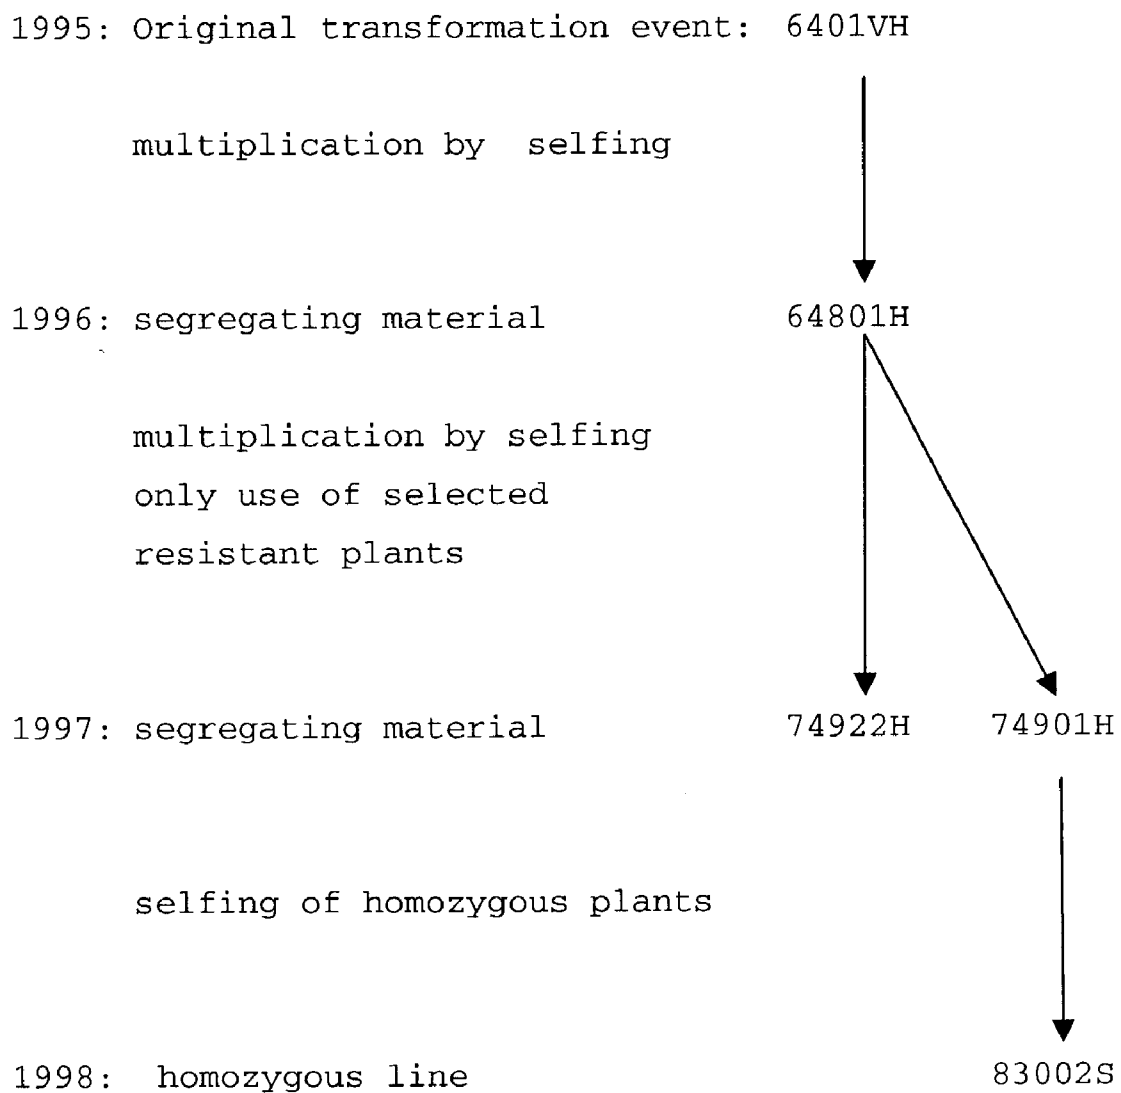 1995: Original transformation event: 6401VH
multiplication by selfing
1996: segregating material 64801H
multiplication by selfing
only use of selected
resistant plants
1997: segregating material 74922H 74901H
selfing of homozygous plants
1998: homozygous line 83002S